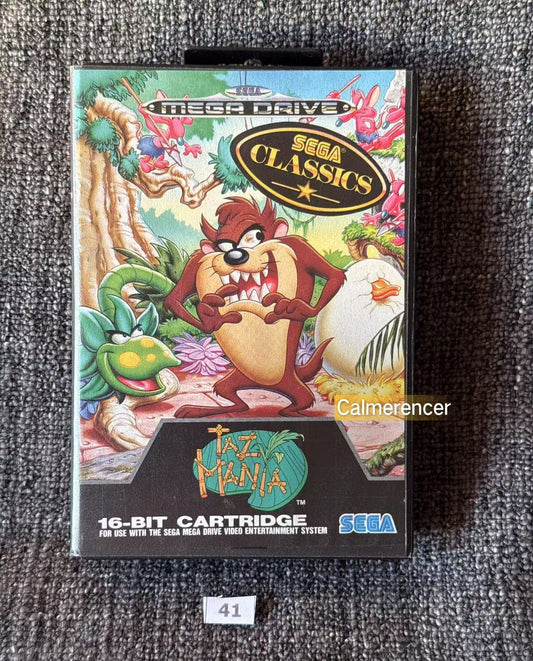 SEGA
MEGA DRIVE
SEGA®
CLASSICS
Calmerencer
TAZ
MANIA
™
16-BIT CARTRIDGE
FOR USE WITH THE SEGA MEGA DRIVE VIDEO ENTERTAINMENT SYSTEM
SEGA
41